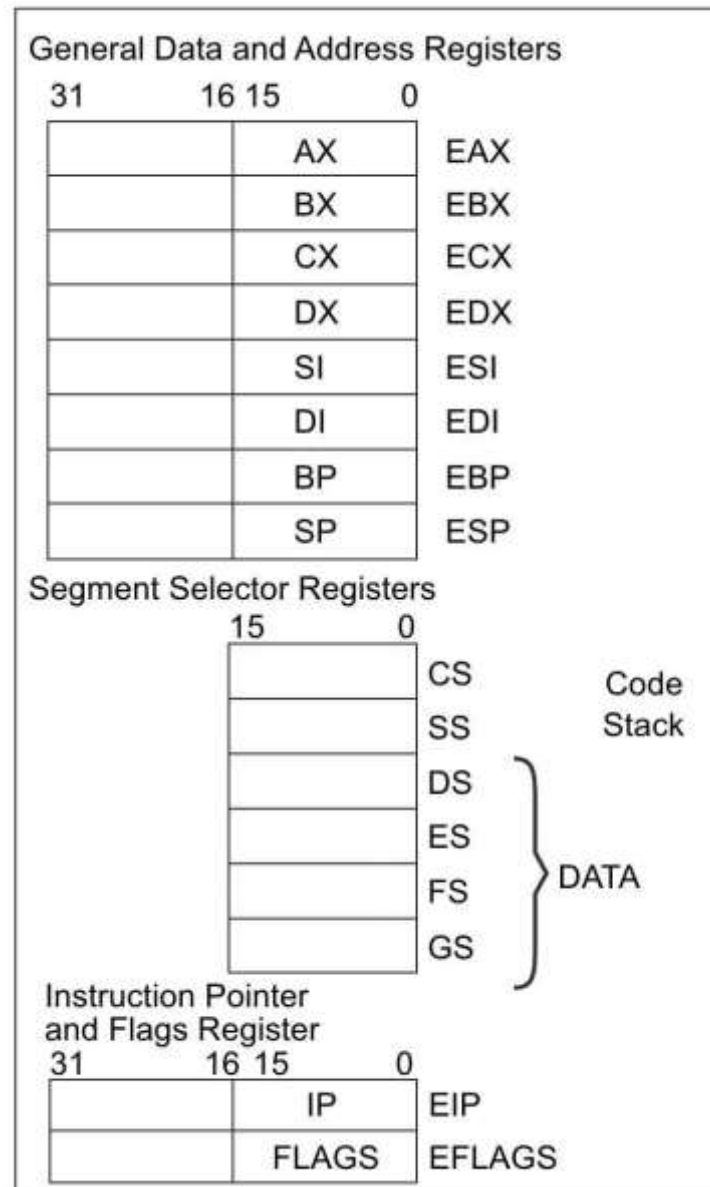 General Data and Address Registers
31 16 15 0
AX EAX
BX EBX
CX ECX
DX EDX
SI ESI
DI EDI
BP EBP
SP ESP
Segment Selector Registers
15 0
CS Code
SS Stack
DS
ES
FS DATA
GS
Instruction Pointer
and Flags Register
31 16 15 0
IP EIP
FLAGS EFLAGS